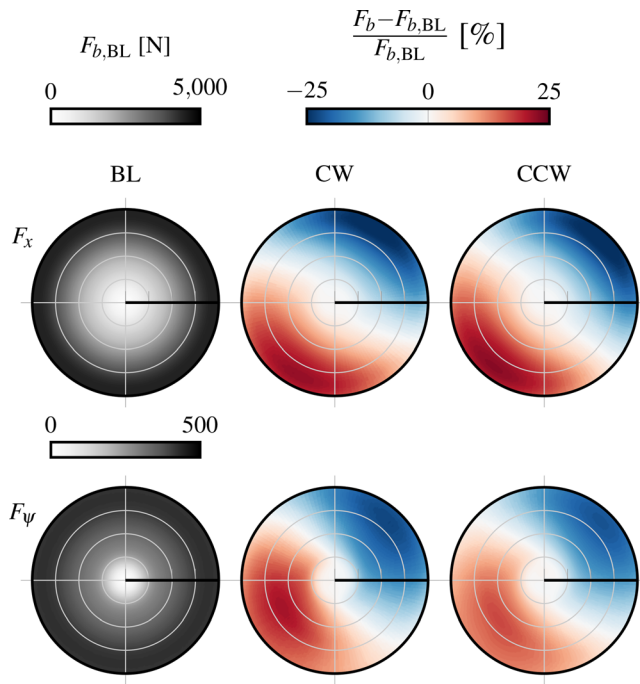 F_b,BL [N]
F_b−F_b,BL / F_b,BL [%]
0 5,000
−25 0 25
BL CW CCW
F_x
0 500
F_ψ